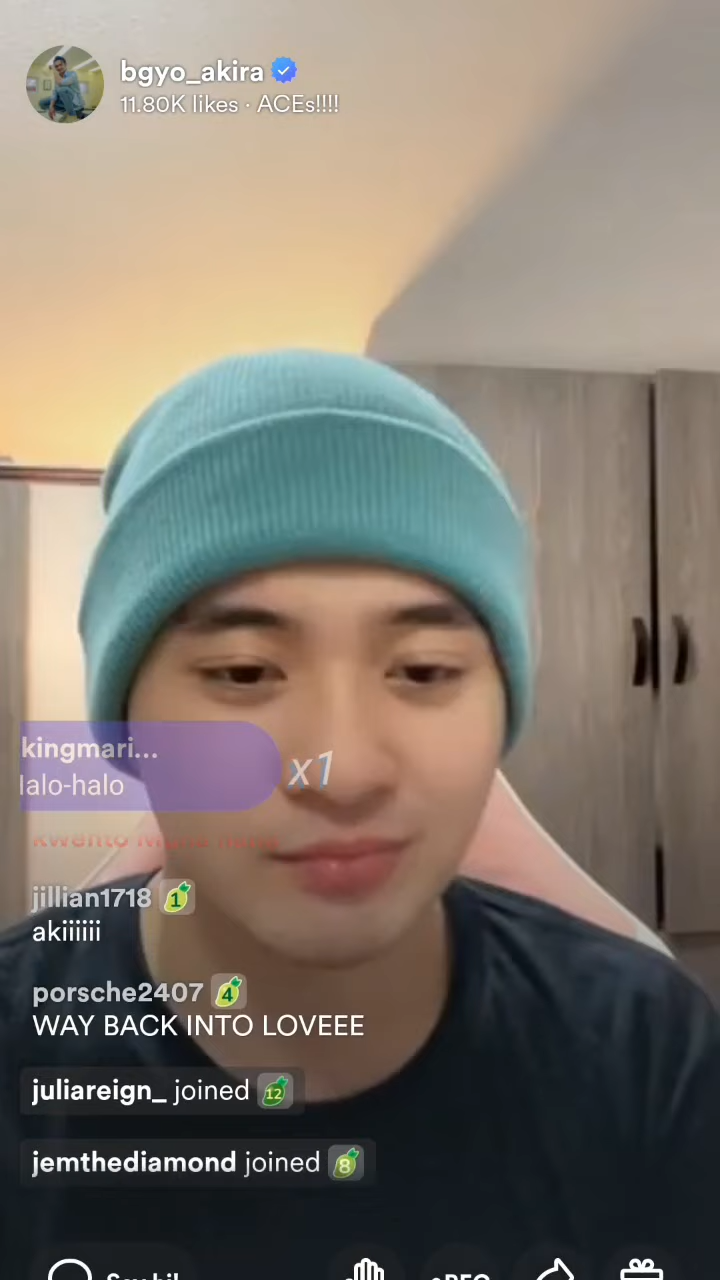 bgyo_akira
11.80K likes · ACEs!!!!
kingmari...
lalo-halo
x1
jillian1718 1
akiiiiii
porsche2407 4
WAY BACK INTO LOVEEE
juliareign_ joined 12
jemthediamond joined 8